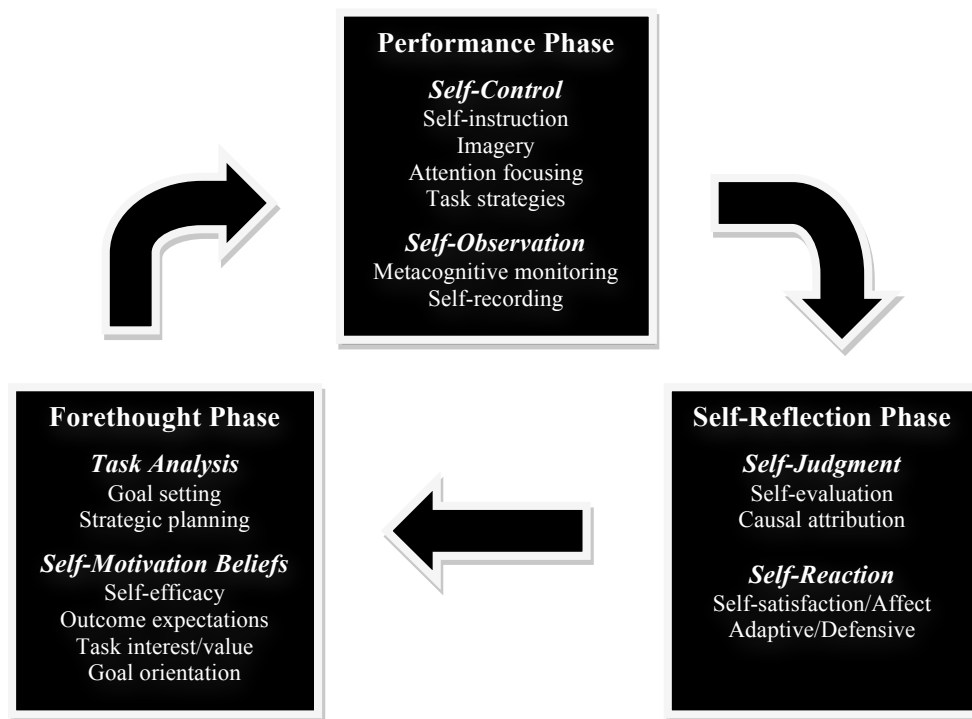 Performance Phase
Self-Control
Self-instruction
Imagery
Attention focusing
Task strategies
Self-Observation
Metacognitive monitoring
Self-recording
Forethought Phase
Task Analysis
Goal setting
Strategic planning
Self-Motivation Beliefs
Self-efficacy
Outcome expectations
Task interest/value
Goal orientation
Self-Reflection Phase
Self-Judgment
Self-evaluation
Causal attribution
Self-Reaction
Self-satisfaction/Affect
Adaptive/Defensive